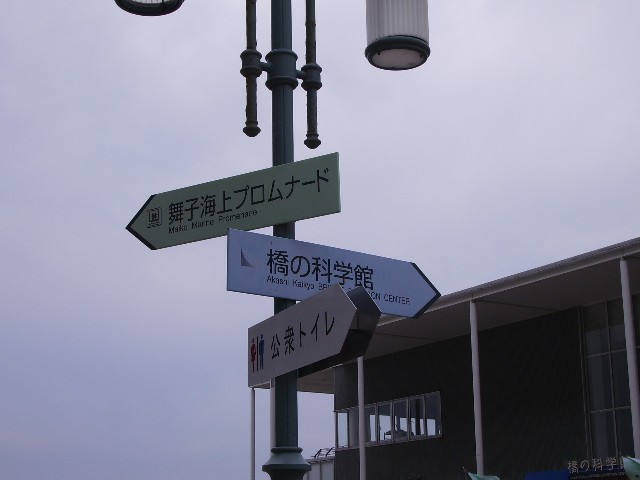 舞子海上プロムナード
Maiko Marine Promenade
橋の科学館
Akashi Kaikyo CENTER
公衆トイレ
橋の科学